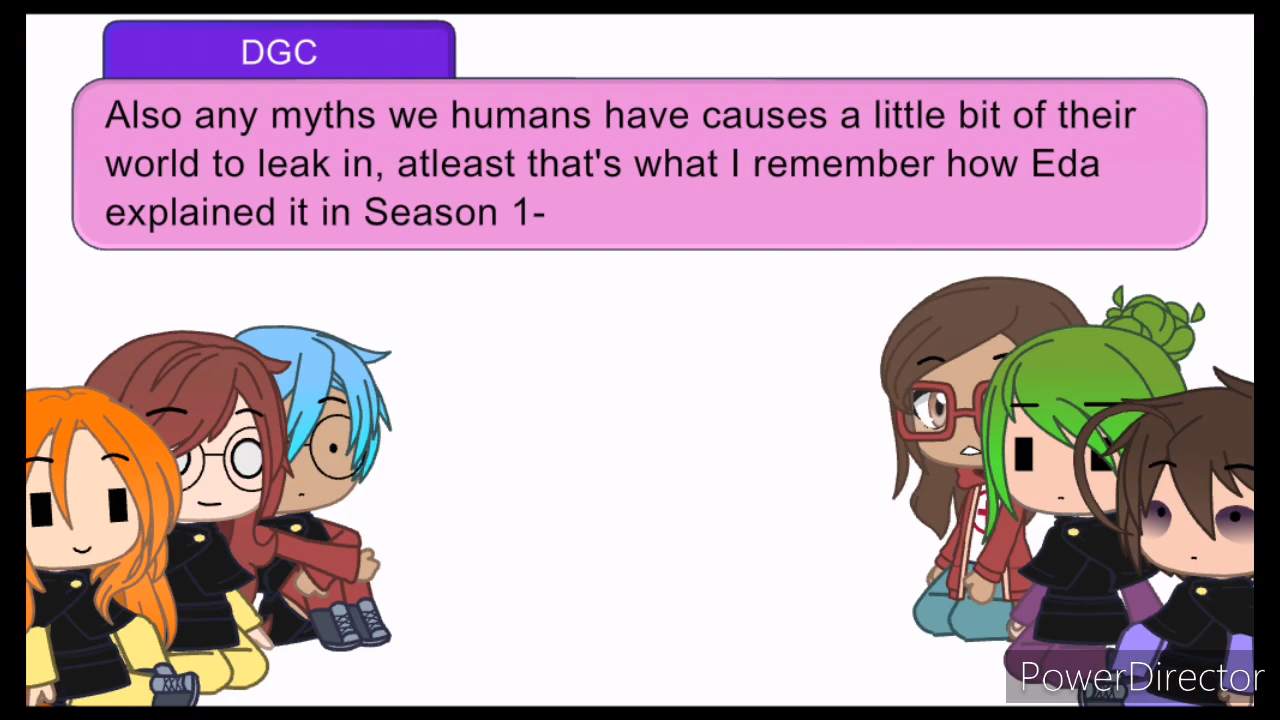 DGC
Also any myths we humans have causes a little bit of their
world to leak in, atleast that's what I remember how Eda
explained it in Season 1-
PowerDirector